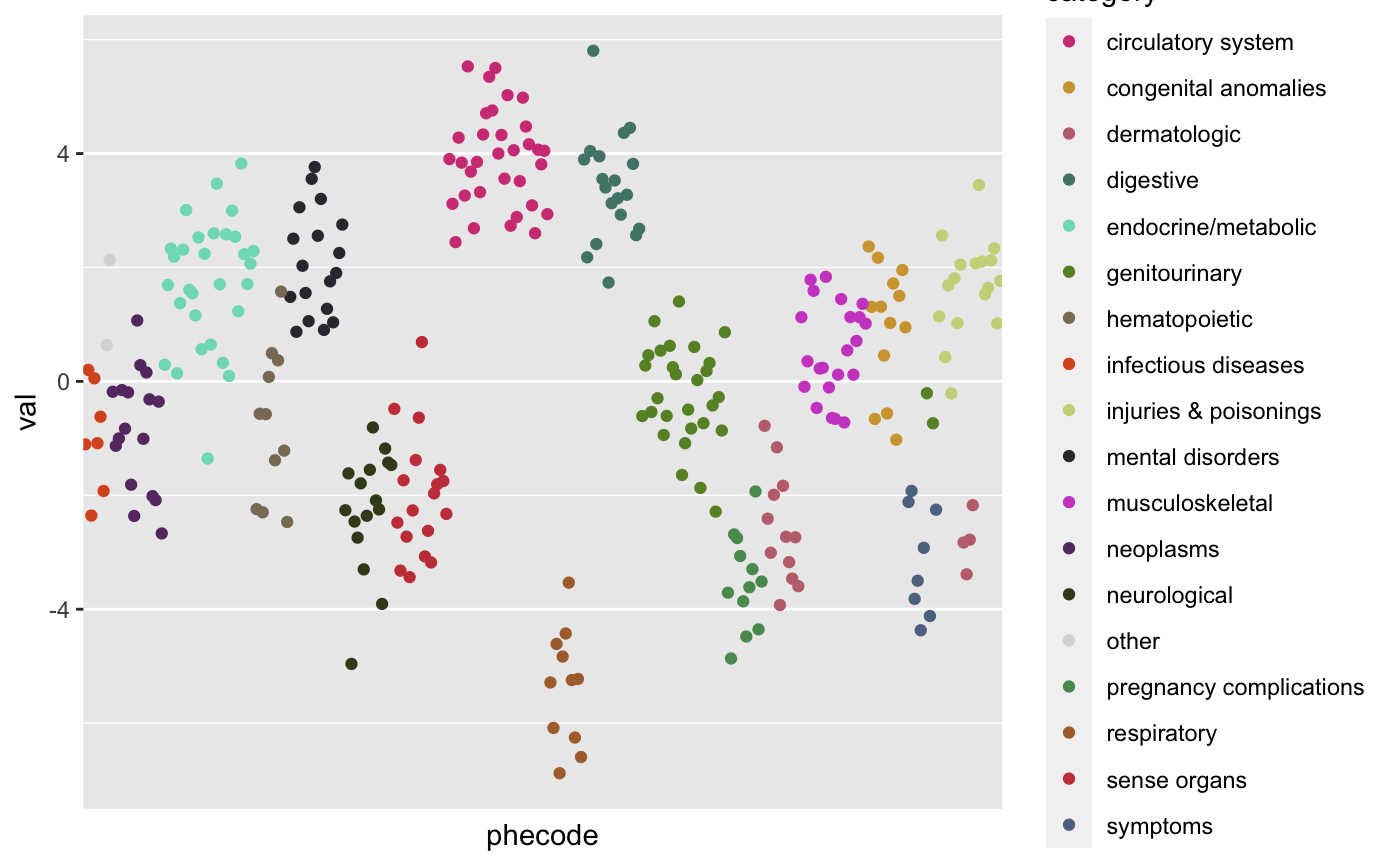 category
circulatory system
congenital anomalies
dermatologic
digestive
endocrine/metabolic
genitourinary
hematopoietic
infectious diseases
injuries & poisonings
mental disorders
musculoskeletal
neoplasms
neurological
other
pregnancy complications
respiratory
sense organs
symptoms
4
0
-4
val
phecode